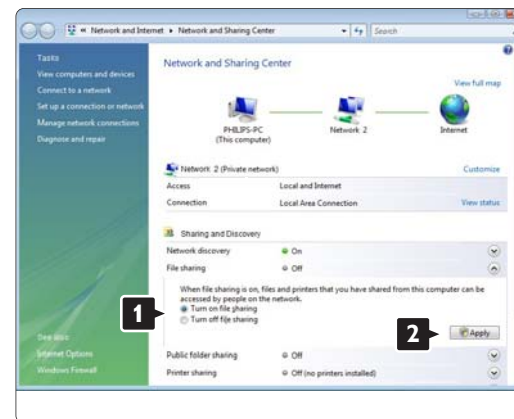 « Network and Internet ▸ Network and Sharing Center
Search
Tasks
View computers and devices
Connect to a network
Set up a connection or network
Manage network connections
Diagnose and repair
See also
Internet Options
Windows Firewall
Network and Sharing Center
View full map
PHILIPS-PC
(This computer)
Network 2
Internet
Network 2 (Private network)
Customize
Access Local and Internet
Connection Local Area Connection View status
Sharing and Discovery
Network discovery On
File sharing Off
When file sharing is on, files and printers that you have shared from this computer can be
accessed by people on the network.
1
Turn on file sharing
Turn off file sharing
2
Apply
Public folder sharing Off
Printer sharing Off (no printers installed)